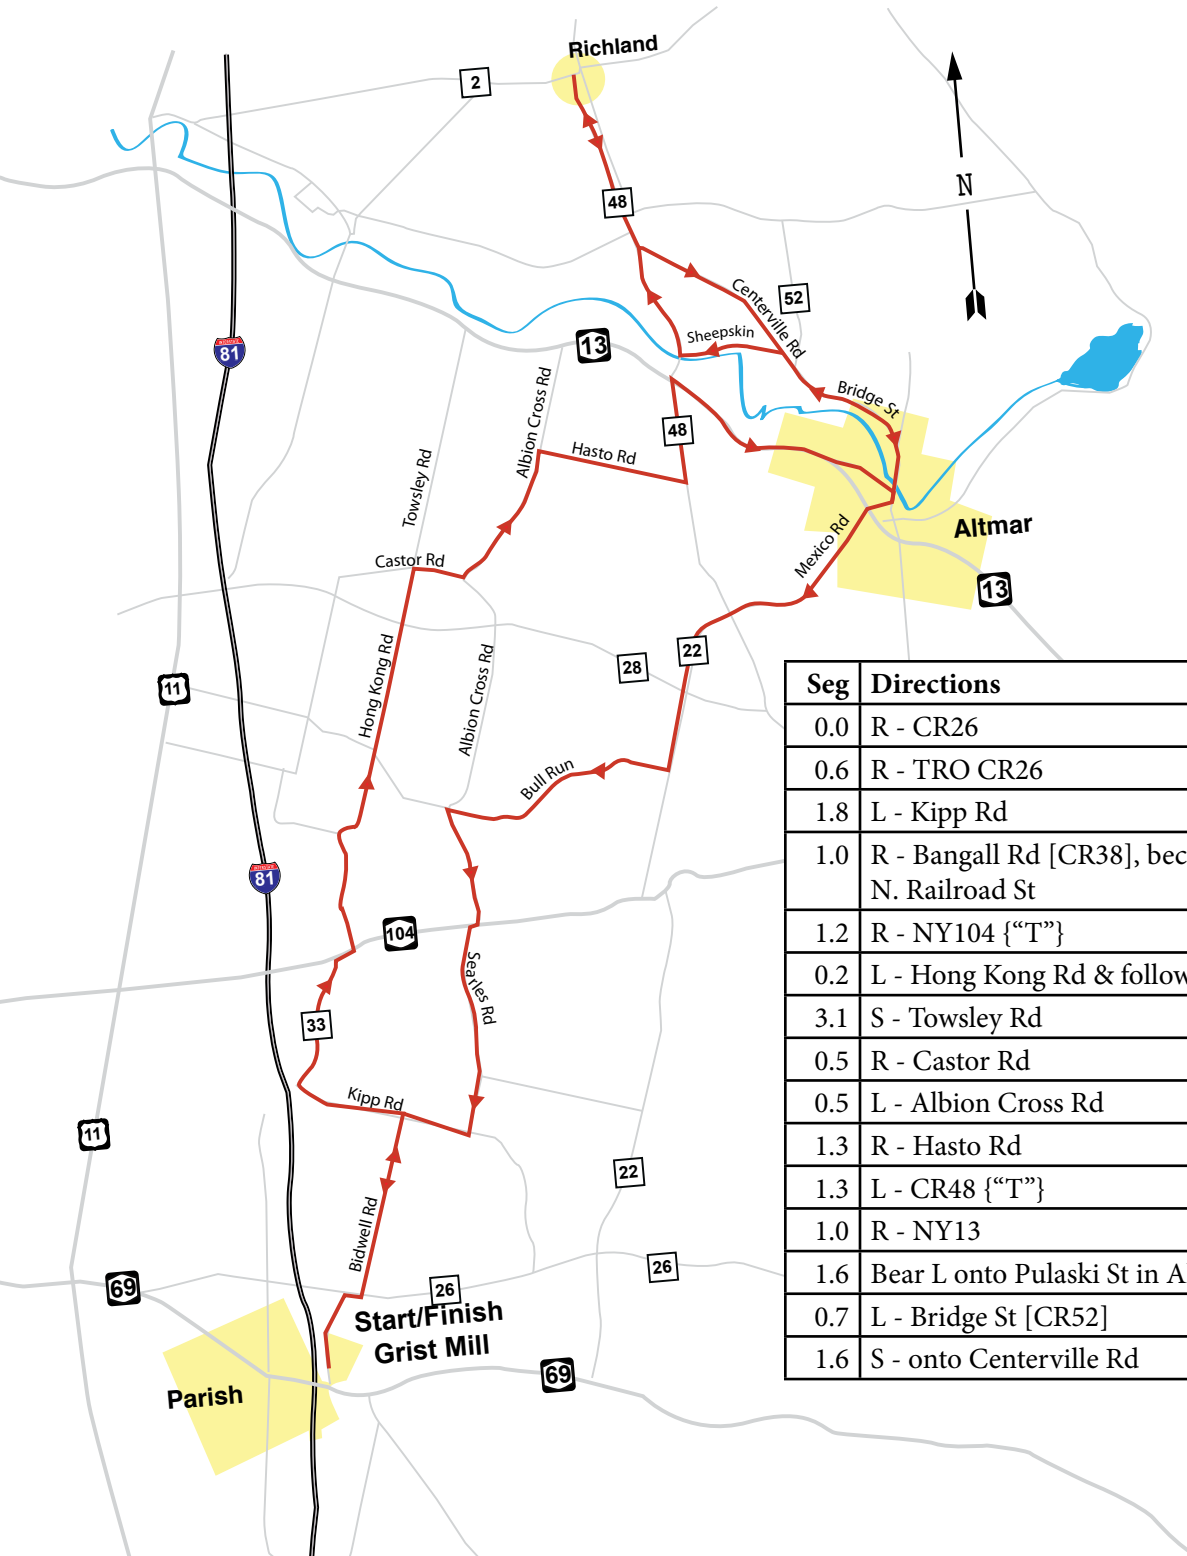 Richland
2
48
N
52
Centerville Rd
Sheepskin
13
81
Bridge St
Albion Cross Rd
48
Hasto Rd
Towsley Rd
Altmar
Mexico Rd
Castor Rd
13
Hong Kong Rd
22
28
Albion Cross Rd
11
Bull Run
81
104
Searles Rd
33
Kipp Rd
11
22
Bidwell Rd
26
26
69
Start/Finish
Grist Mill
69
Parish
Seg Directions
0.0 R - CR26
0.6 R - TRO CR26
1.8 L - Kipp Rd
1.0 R - Bangall Rd [CR38], bec
N. Railroad St
1.2 R - NY104 {“T”}
0.2 L - Hong Kong Rd & follow
3.1 S - Towsley Rd
0.5 R - Castor Rd
0.5 L - Albion Cross Rd
1.3 R - Hasto Rd
1.3 L - CR48 {“T”}
1.0 R - NY13
1.6 Bear L onto Pulaski St in A
0.7 L - Bridge St [CR52]
1.6 S - onto Centerville Rd